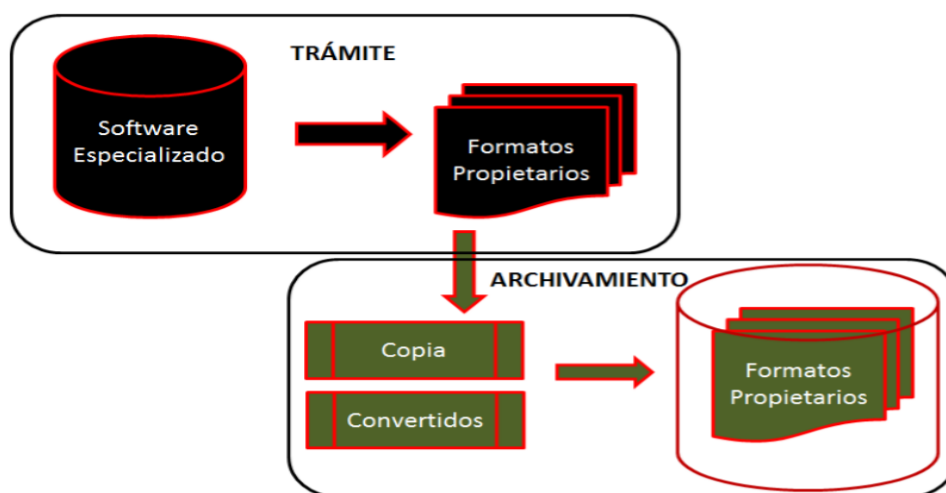 TRÁMITE
Software
Especializado
Formatos
Propietarios
ARCHIVAMIENTO
Copia
Convertidos
Formatos
Propietarios